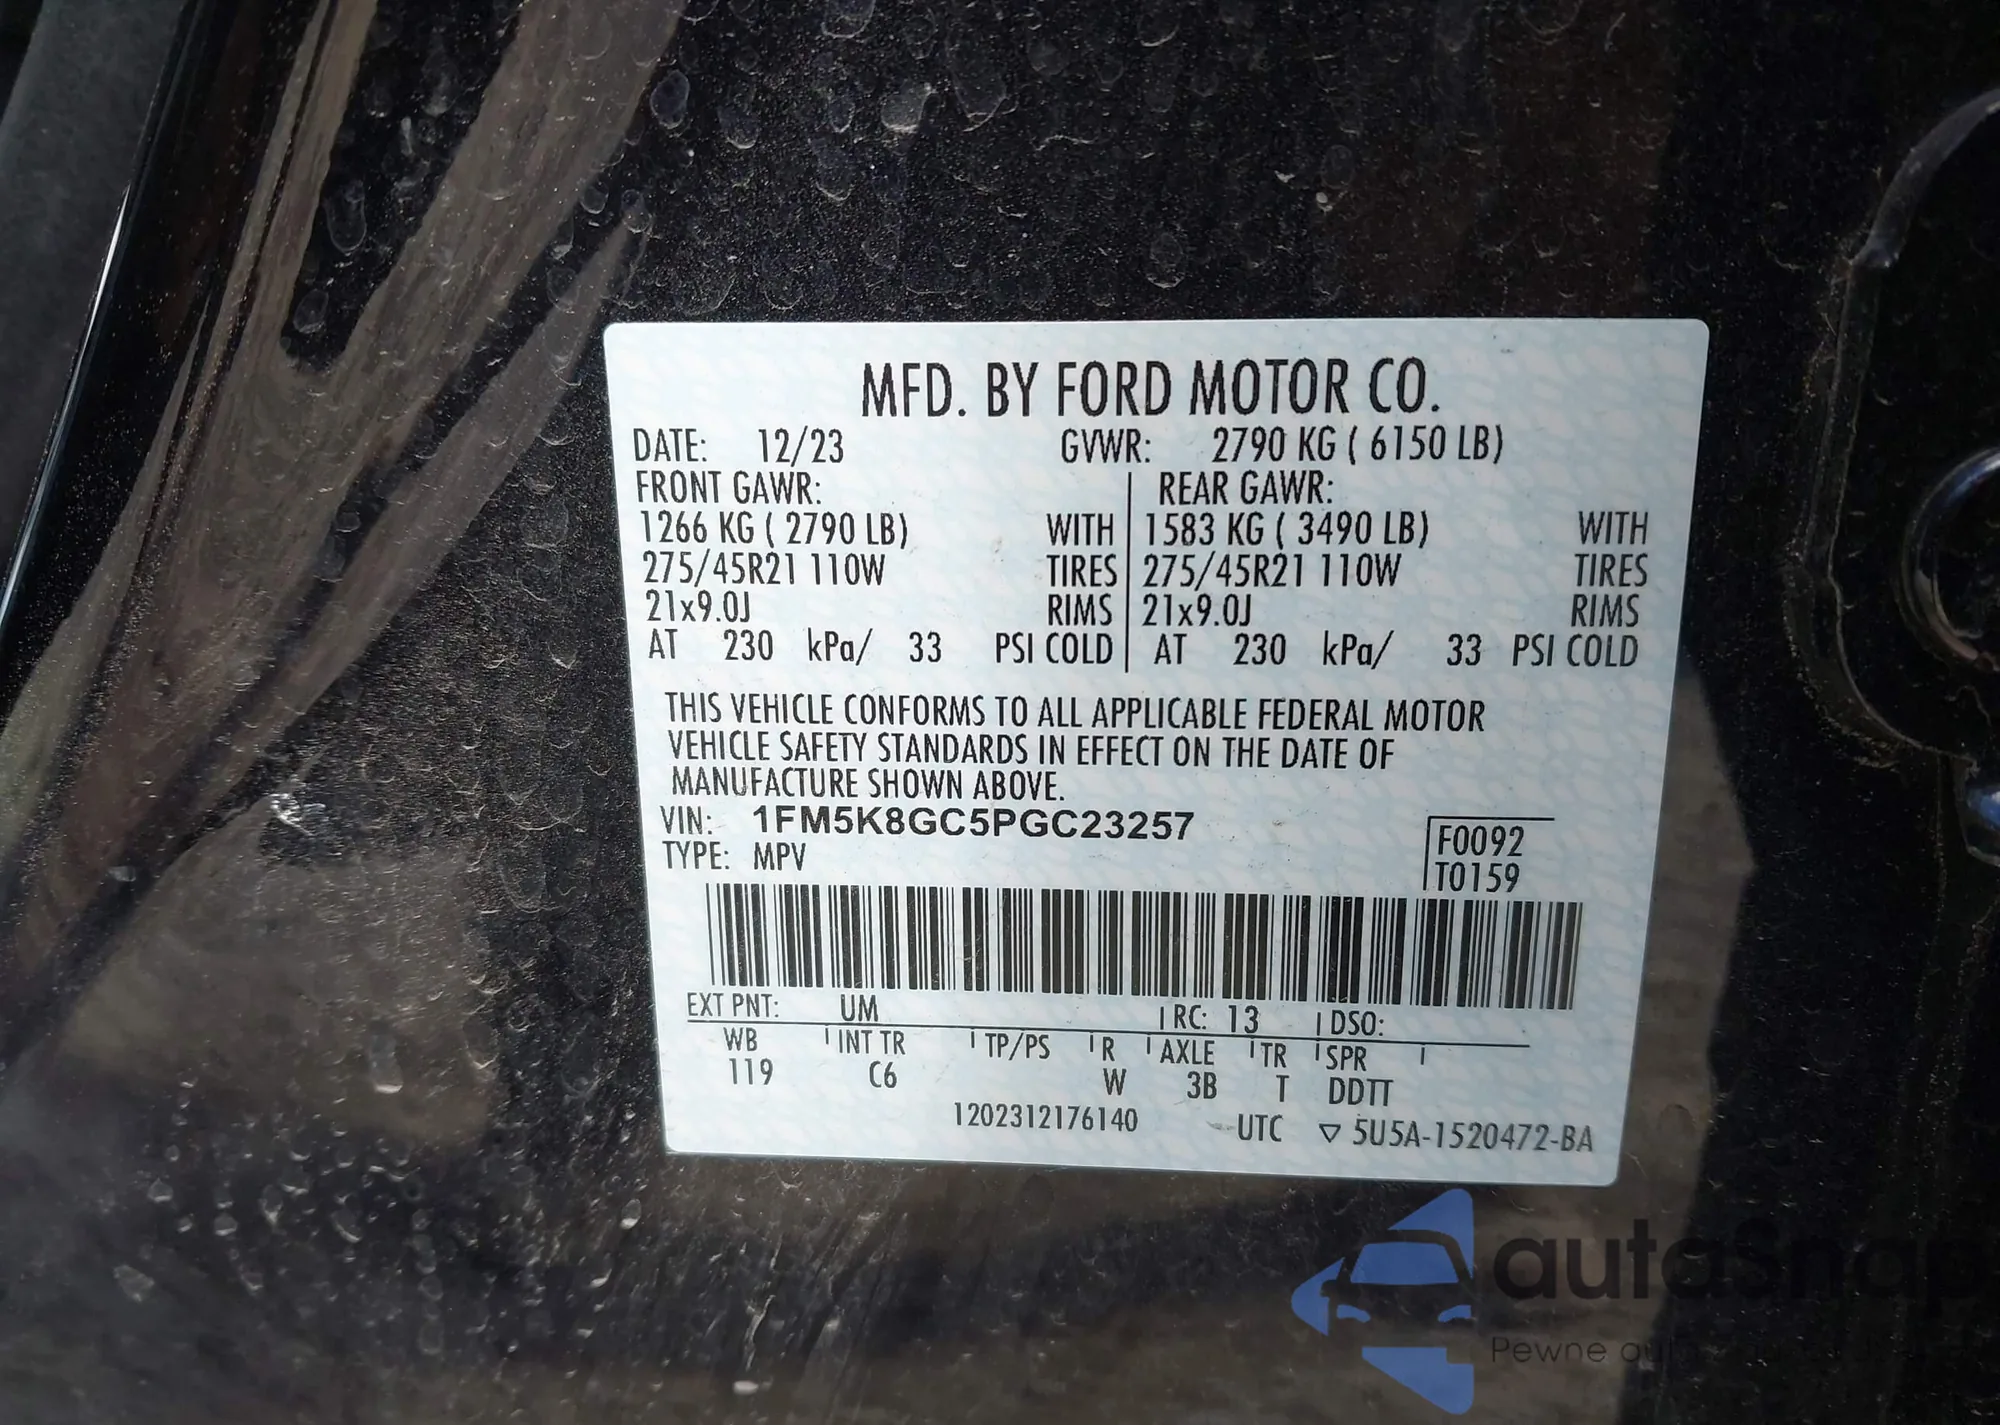 MFD. BY FORD MOTOR CO.
DATE: 12/23 GVWR: 2790 KG ( 6150 LB)
FRONT GAWR: REAR GAWR:
1266 KG ( 2790 LB) WITH 1583 KG ( 3490 LB) WITH
275/45R21 110W TIRES 275/45R21 110W TIRES
21x9.0J RIMS 21x9.0J RIMS
AT 230 kPa/ 33 PSI COLD AT 230 kPa/ 33 PSI COLD
THIS VEHICLE CONFORMS TO ALL APPLICABLE FEDERAL MOTOR
VEHICLE SAFETY STANDARDS IN EFFECT ON THE DATE OF
MANUFACTURE SHOWN ABOVE.
VIN: 1FM5K8GC5PGC23257
TYPE: MPV
F0092
T0159
EXT PNT: UM RC: 13 DSO:
WB INT TR TP/PS R AXLE TR SPR
119 C6 W 3B T DDTT
1202312176140 UTC ▽ 5U5A-1520472-BA
autasnap
Pewne